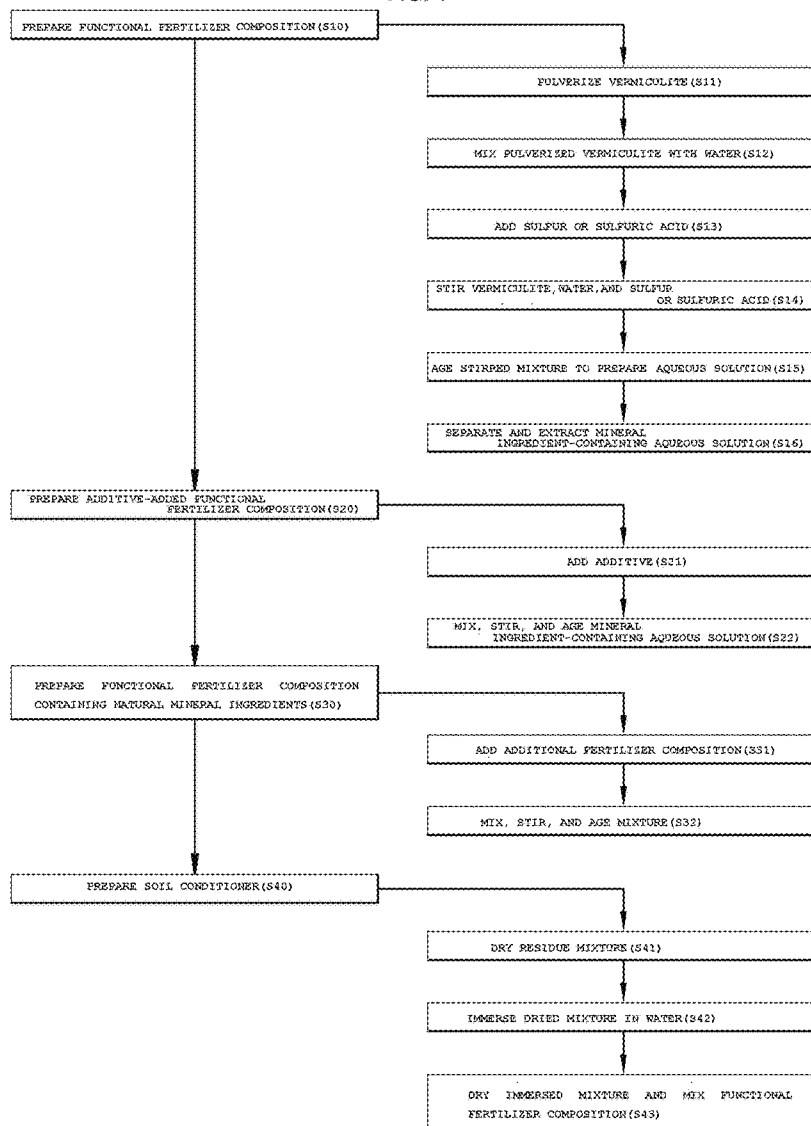 PREPARE FUNCTIONAL FERTILIZER COMPOSITION(S10)
PULVERIZE VERMICULITE(S11)
MIX PULVERIZED VERMICULITE WITH WATER(S12)
ADD SULFUR OR SULFURIC ACID(S13)
STIR VERMICULITE,WATER,AND SULFUR
OR SULFURIC ACID(S14)
AGE STIRRED MIXTURE TO PREPARE AQUEOUS SOLUTION(S15)
SEPARATE AND EXTRACT MINERAL
INGREDIENT-CONTAINING AQUEOUS SOLUTION(S16)
PREPARE ADDITIVE-ADDED FUNCTIONAL
FERTILIZER COMPOSITION(S20)
ADD ADDITIVE(S21)
MIX, STIR, AND AGE MINERAL
INGREDIENT-CONTAINING AQUEOUS SOLUTION(S22)
PREPARE FUNCTIONAL FERTILIZER COMPOSITION
CONTAINING NATURAL MINERAL INGREDIENTS(S30)
ADD ADDITIONAL FERTILIZER COMPOSITION(S31)
MIX, STIR, AND AGE MIXTURE(S32)
PREPARE SOIL CONDITIONER(S40)
DRY RESIDUE MIXTURE(S41)
IMMERSE DRIED MIXTURE IN WATER(S42)
DRY IMMERSED MIXTURE AND MIX FUNCTIONAL
FERTILIZER COMPOSITION(S43)